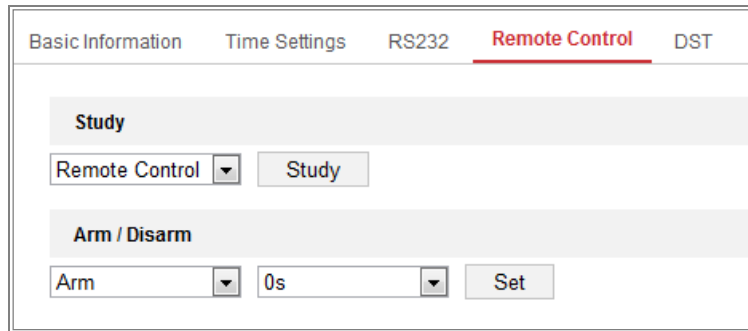 Basic Information Time Settings RS232 Remote Control DST
Study
Remote Control Study
Arm / Disarm
Arm 0s Set